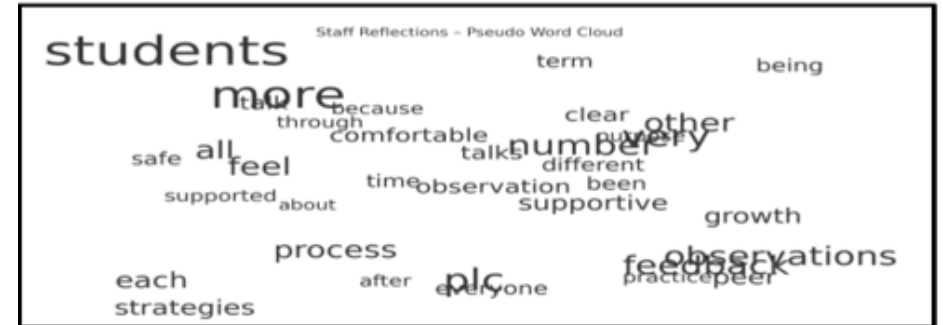 Staff Reflections – Pseudo Word Cloud
students
term
being
more
talk
because
through
clear
other
comfortable
purpose
very
number
all
talks
safe
feel
different
time
observation
been
supported
about
supportive
growth
process
observations
feedback
each
after
plc
everyone
practice
peer
strategies